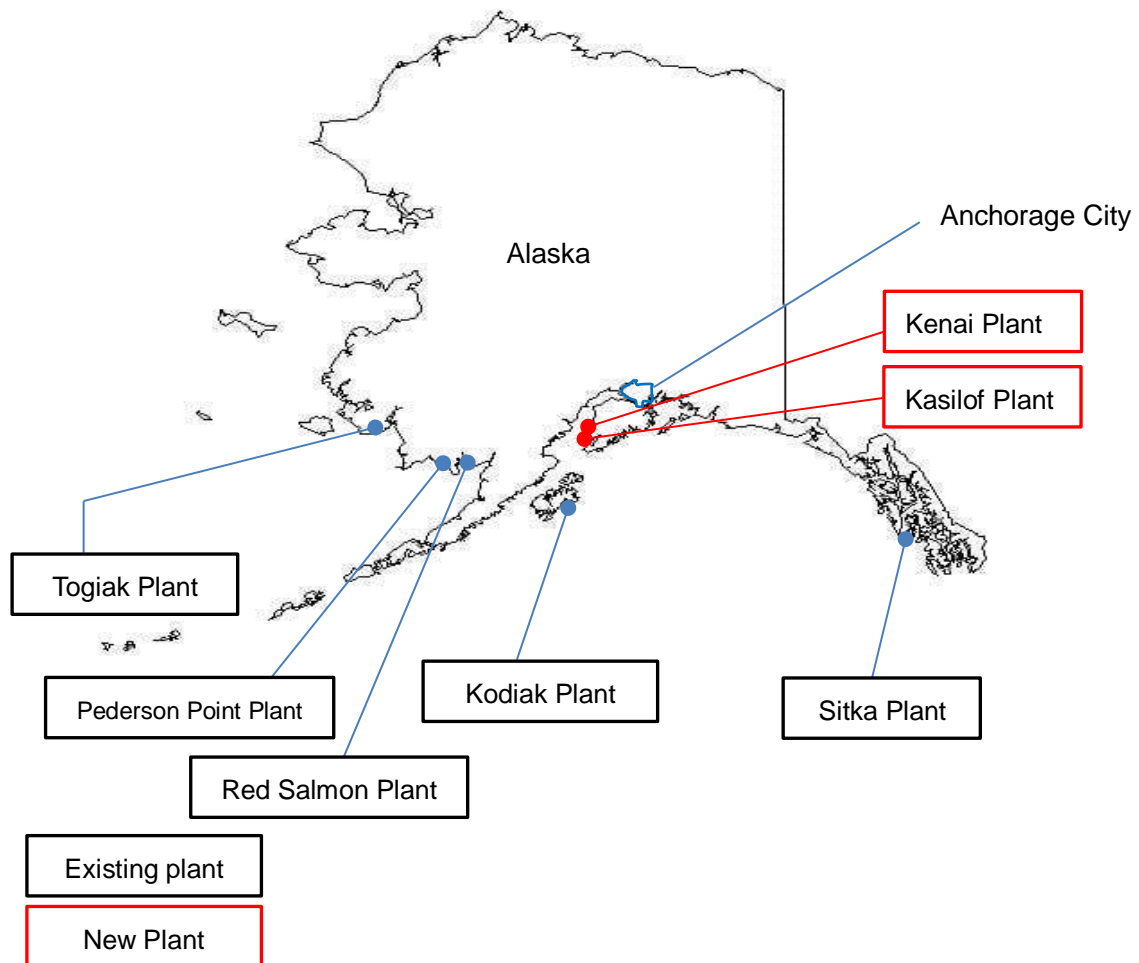 Anchorage City
Alaska
Kenai Plant
Kasilof Plant
Togiak Plant
Kodiak Plant
Pederson Point Plant
Sitka Plant
Red Salmon Plant
Existing plant
New Plant